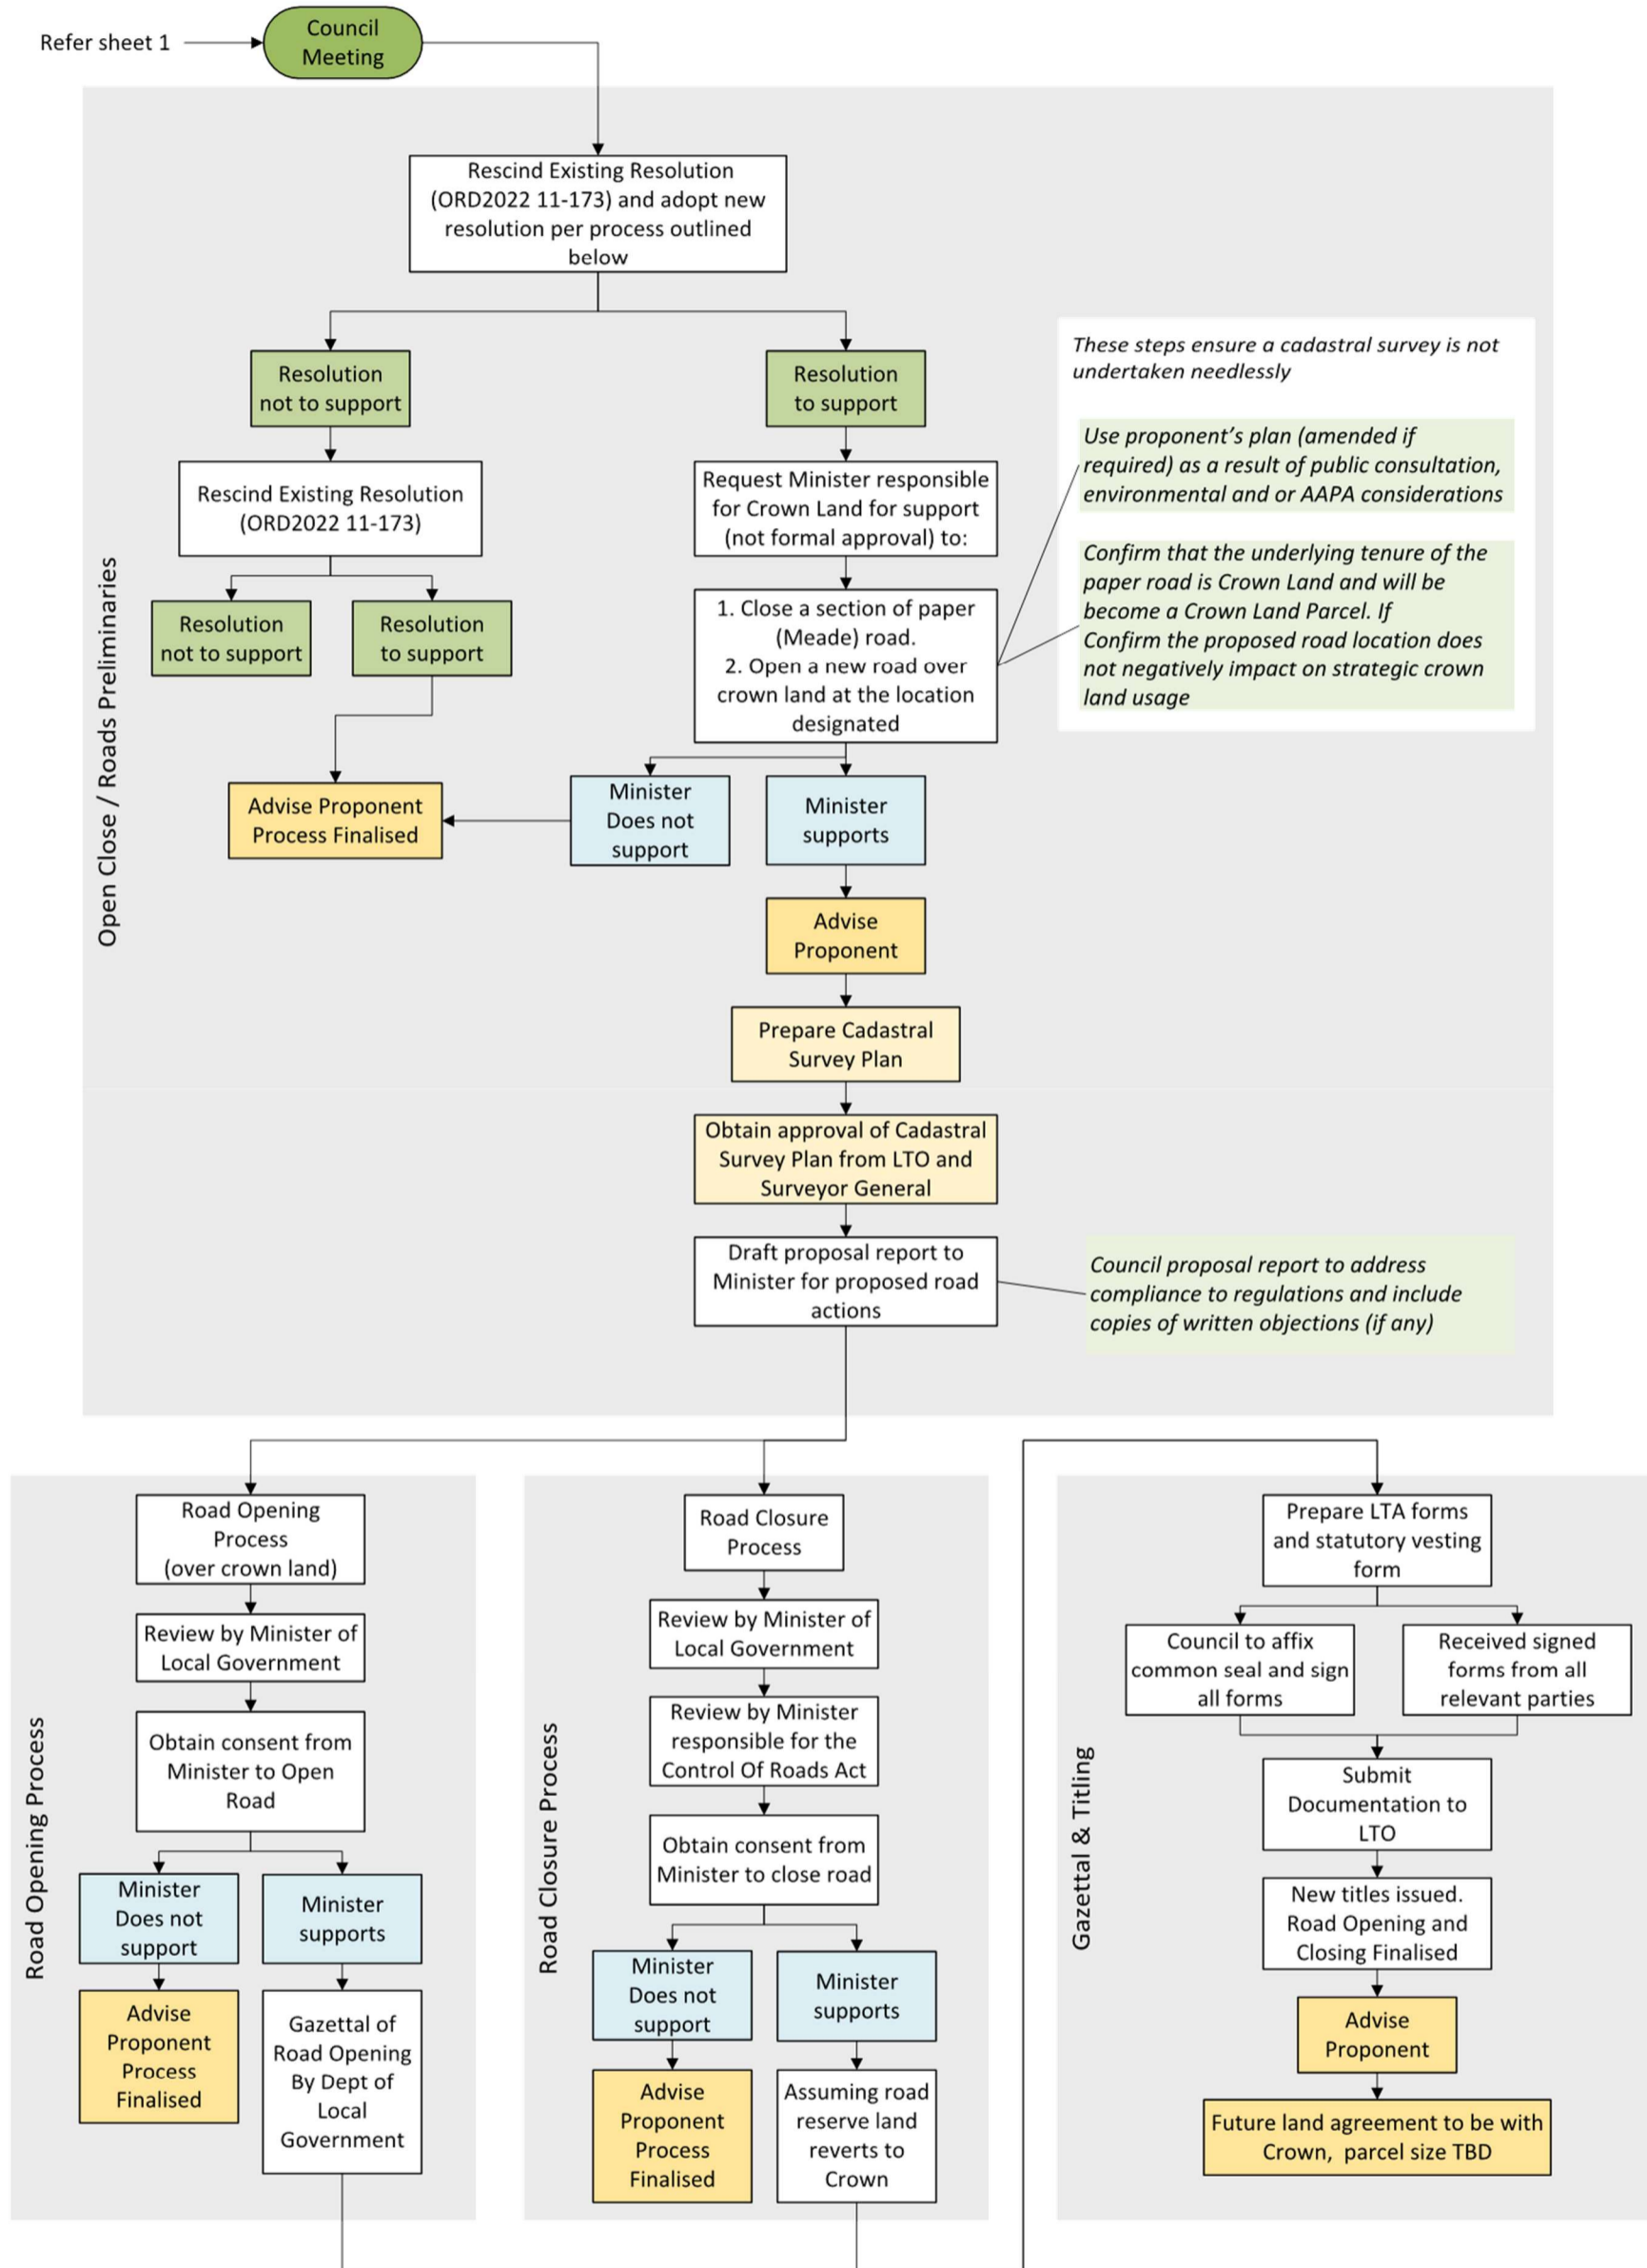 Refer sheet 1
Council
Meeting
Rescind Existing Resolution
(ORD2022 11-173) and adopt new
resolution per process outlined
below
Resolution
not to support
Resolution
to support
These steps ensure a cadastral survey is not
undertaken needlessly
Use proponent's plan (amended if
required) as a result of public consultation,
environmental and or AAPA considerations
Rescind Existing Resolution
(ORD2022 11-173)
Request Minister responsible
for Crown Land for support
(not formal approval) to:
Confirm that the underlying tenure of the
paper road is Crown Land and will be
become a Crown Land Parcel. If
Confirm the proposed road location does
not negatively impact on strategic crown
land usage
Resolution
not to support
Resolution
to support
1. Close a section of paper
(Meade) road.
2. Open a new road over
crown land at the location
designated
Open Close / Roads Preliminaries
Advise Proponent
Process Finalised
Minister
Does not
support
Minister
supports
Advise
Proponent
Prepare Cadastral
Survey Plan
Obtain approval of Cadastral
Survey Plan from LTO and
Surveyor General
Draft proposal report to
Minister for proposed road
actions
Council proposal report to address
compliance to regulations and include
copies of written objections (if any)
Road Opening Process
Road Opening
Process
(over crown land)
Review by Minister of
Local Government
Obtain consent from
Minister to Open
Road
Minister
Does not
support
Minister
supports
Advise
Proponent
Process
Finalised
Gazettal of
Road Opening
By Dept of
Local
Government
Road Closure Process
Road Closure
Process
Review by Minister of
Local Government
Review by Minister
responsible for the
Control Of Roads Act
Obtain consent from
Minister to close road
Minister
Does not
support
Minister
supports
Advise
Proponent
Process
Finalised
Assuming road
reserve land
reverts to
Crown
Gazettal & Titling
Prepare LTA forms
and statutory vesting
form
Council to affix
common seal and sign
all forms
Received signed
forms from all
relevant parties
Submit
Documentation to
LTO
New titles issued.
Road Opening and
Closing Finalised
Advise
Proponent
Future land agreement to be with
Crown, parcel size TBD